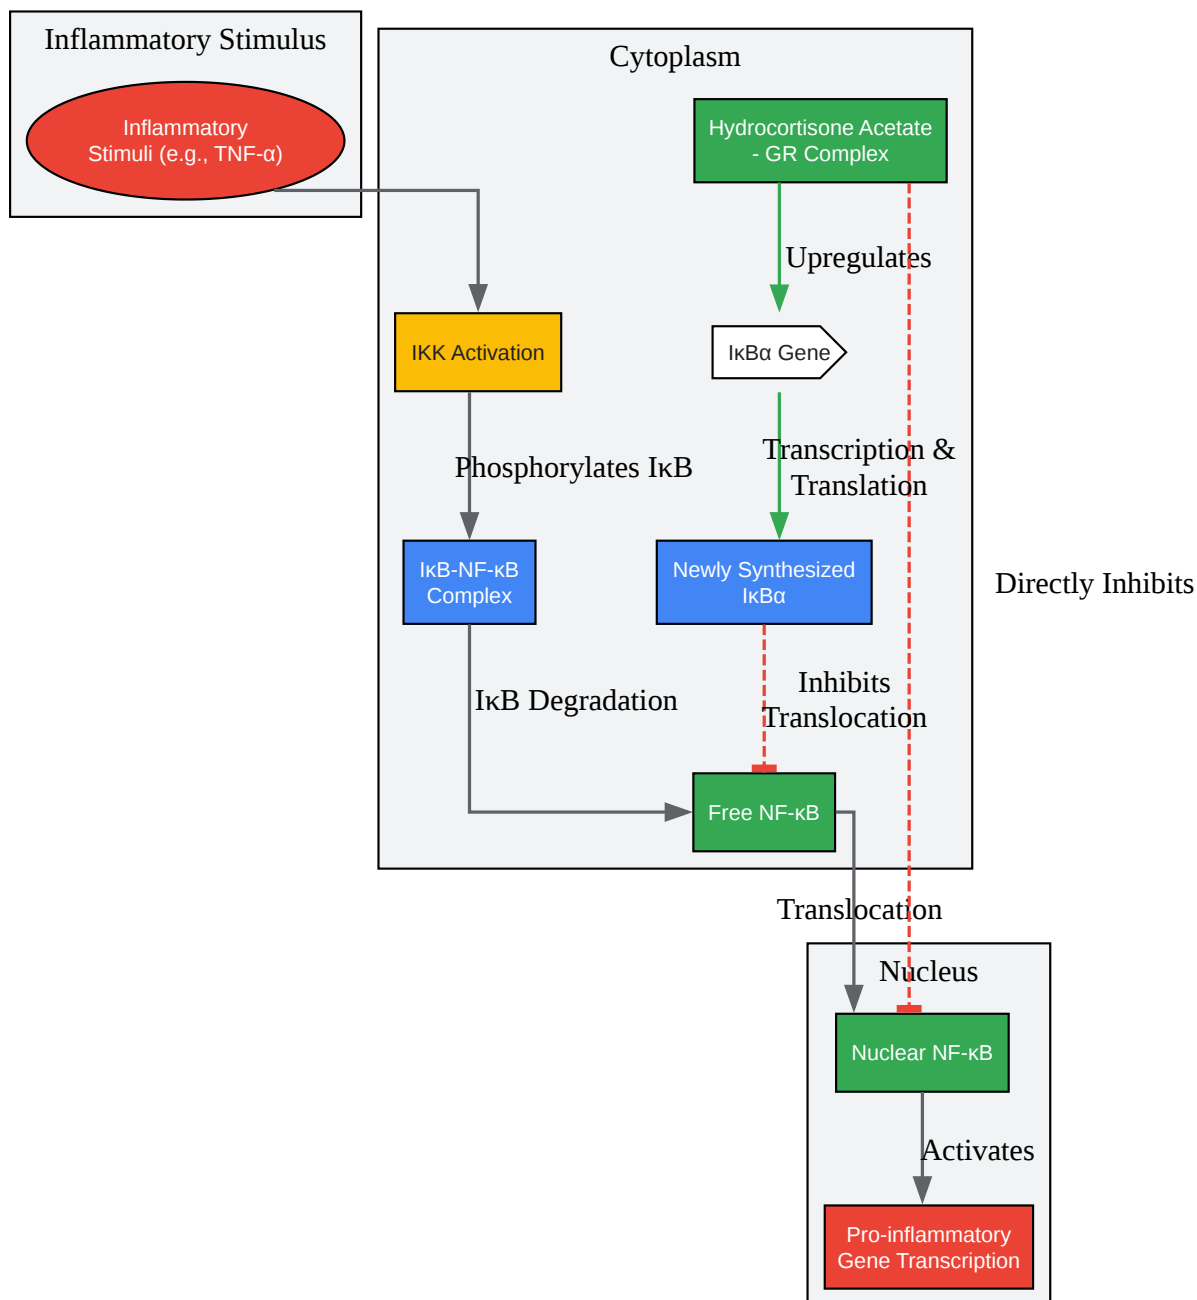 Inflammatory Stimulus
Inflammatory
Stimuli (e.g., TNF-α)
Cytoplasm
Hydrocortisone Acetate
- GR Complex
Upregulates
IKK Activation
IκBα Gene
Phosphorylates IκB
Transcription &
Translation
IκB-NF-κB
Complex
Newly Synthesized
IκBα
Directly Inhibits
IκB Degradation
Inhibits
Translocation
Free NF-κB
Translocation
Nucleus
Nuclear NF-κB
Activates
Pro-inflammatory
Gene Transcription